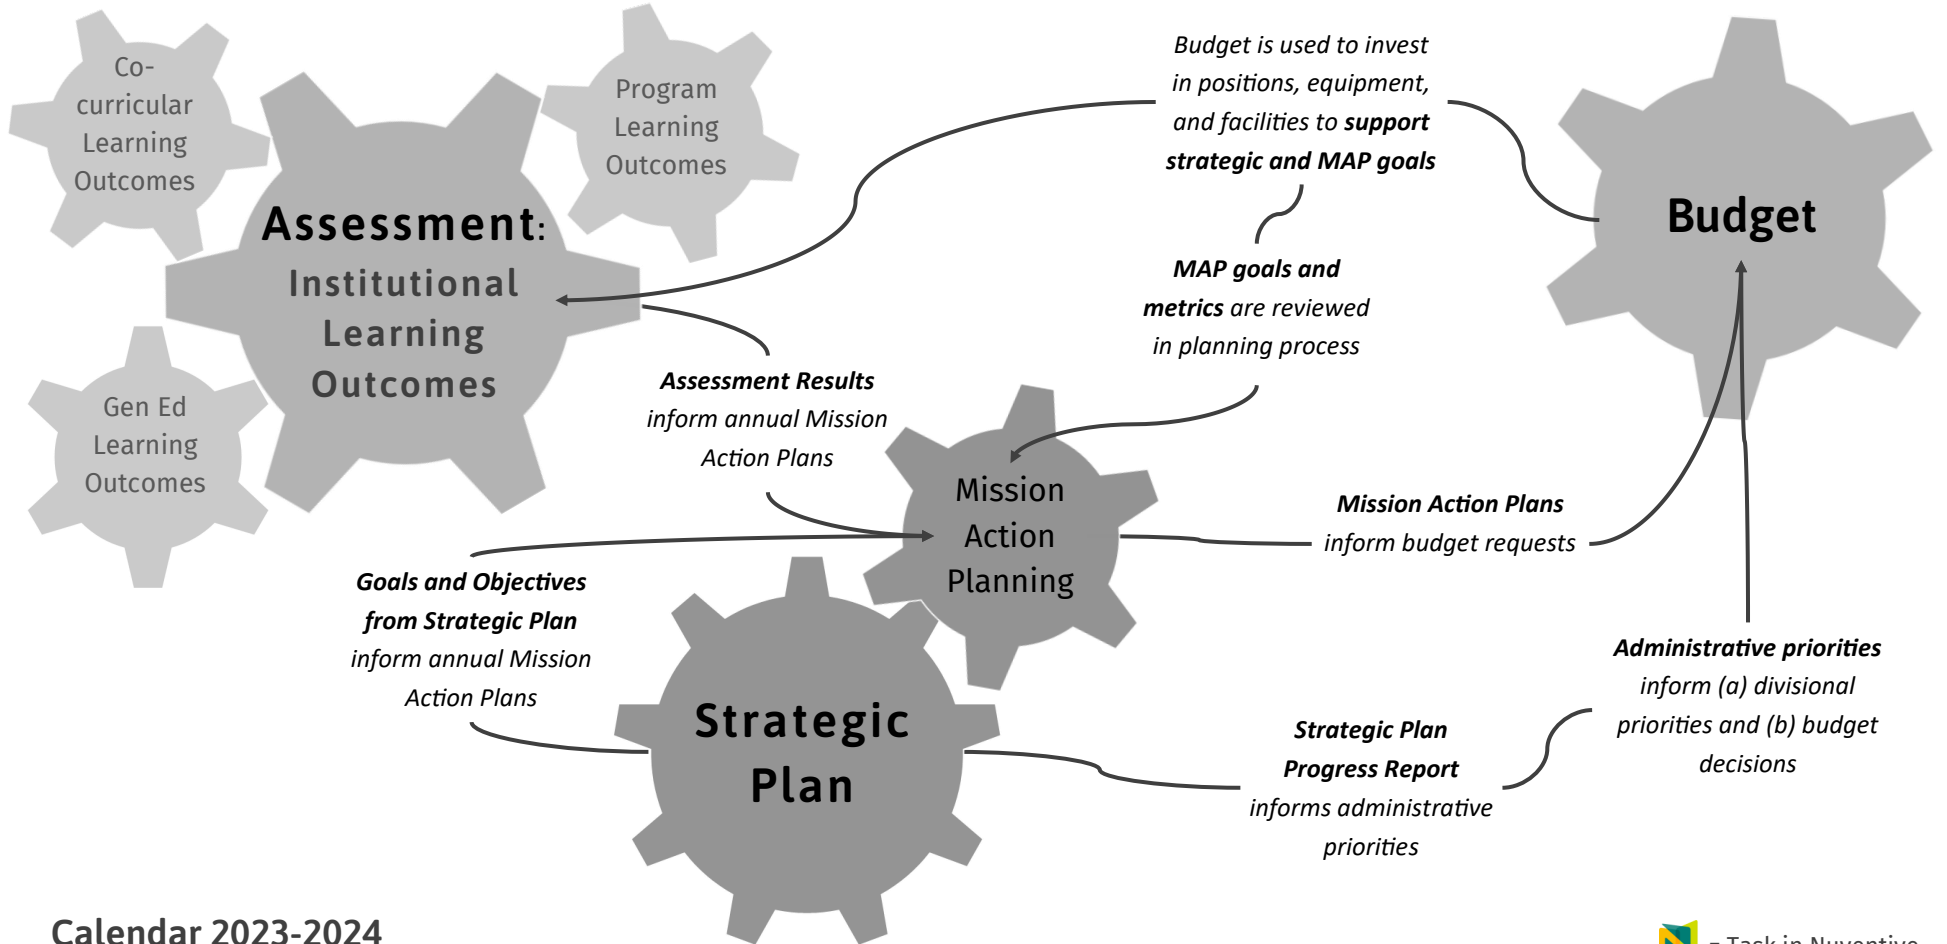 Co-
curricular
Learning
Outcomes
Program
Learning
Outcomes
Assessment:
Institutional
Learning
Outcomes
Gen Ed
Learning
Outcomes
Budget is used to invest
in positions, equipment,
and facilities to support
strategic and MAP goals
MAP goals and
metrics are reviewed
in planning process
Budget
Assessment Results
inform annual Mission
Action Plans
Mission
Action
Planning
Mission Action Plans
inform budget requests
Goals and Objectives
from Strategic Plan
inform annual Mission
Action Plans
Strategic
Plan
Strategic Plan
Progress Report
informs administrative
priorities
Administrative priorities
inform (a) divisional
priorities and (b) budget
decisions
Calendar 2023-2024
= Task in Nuventive